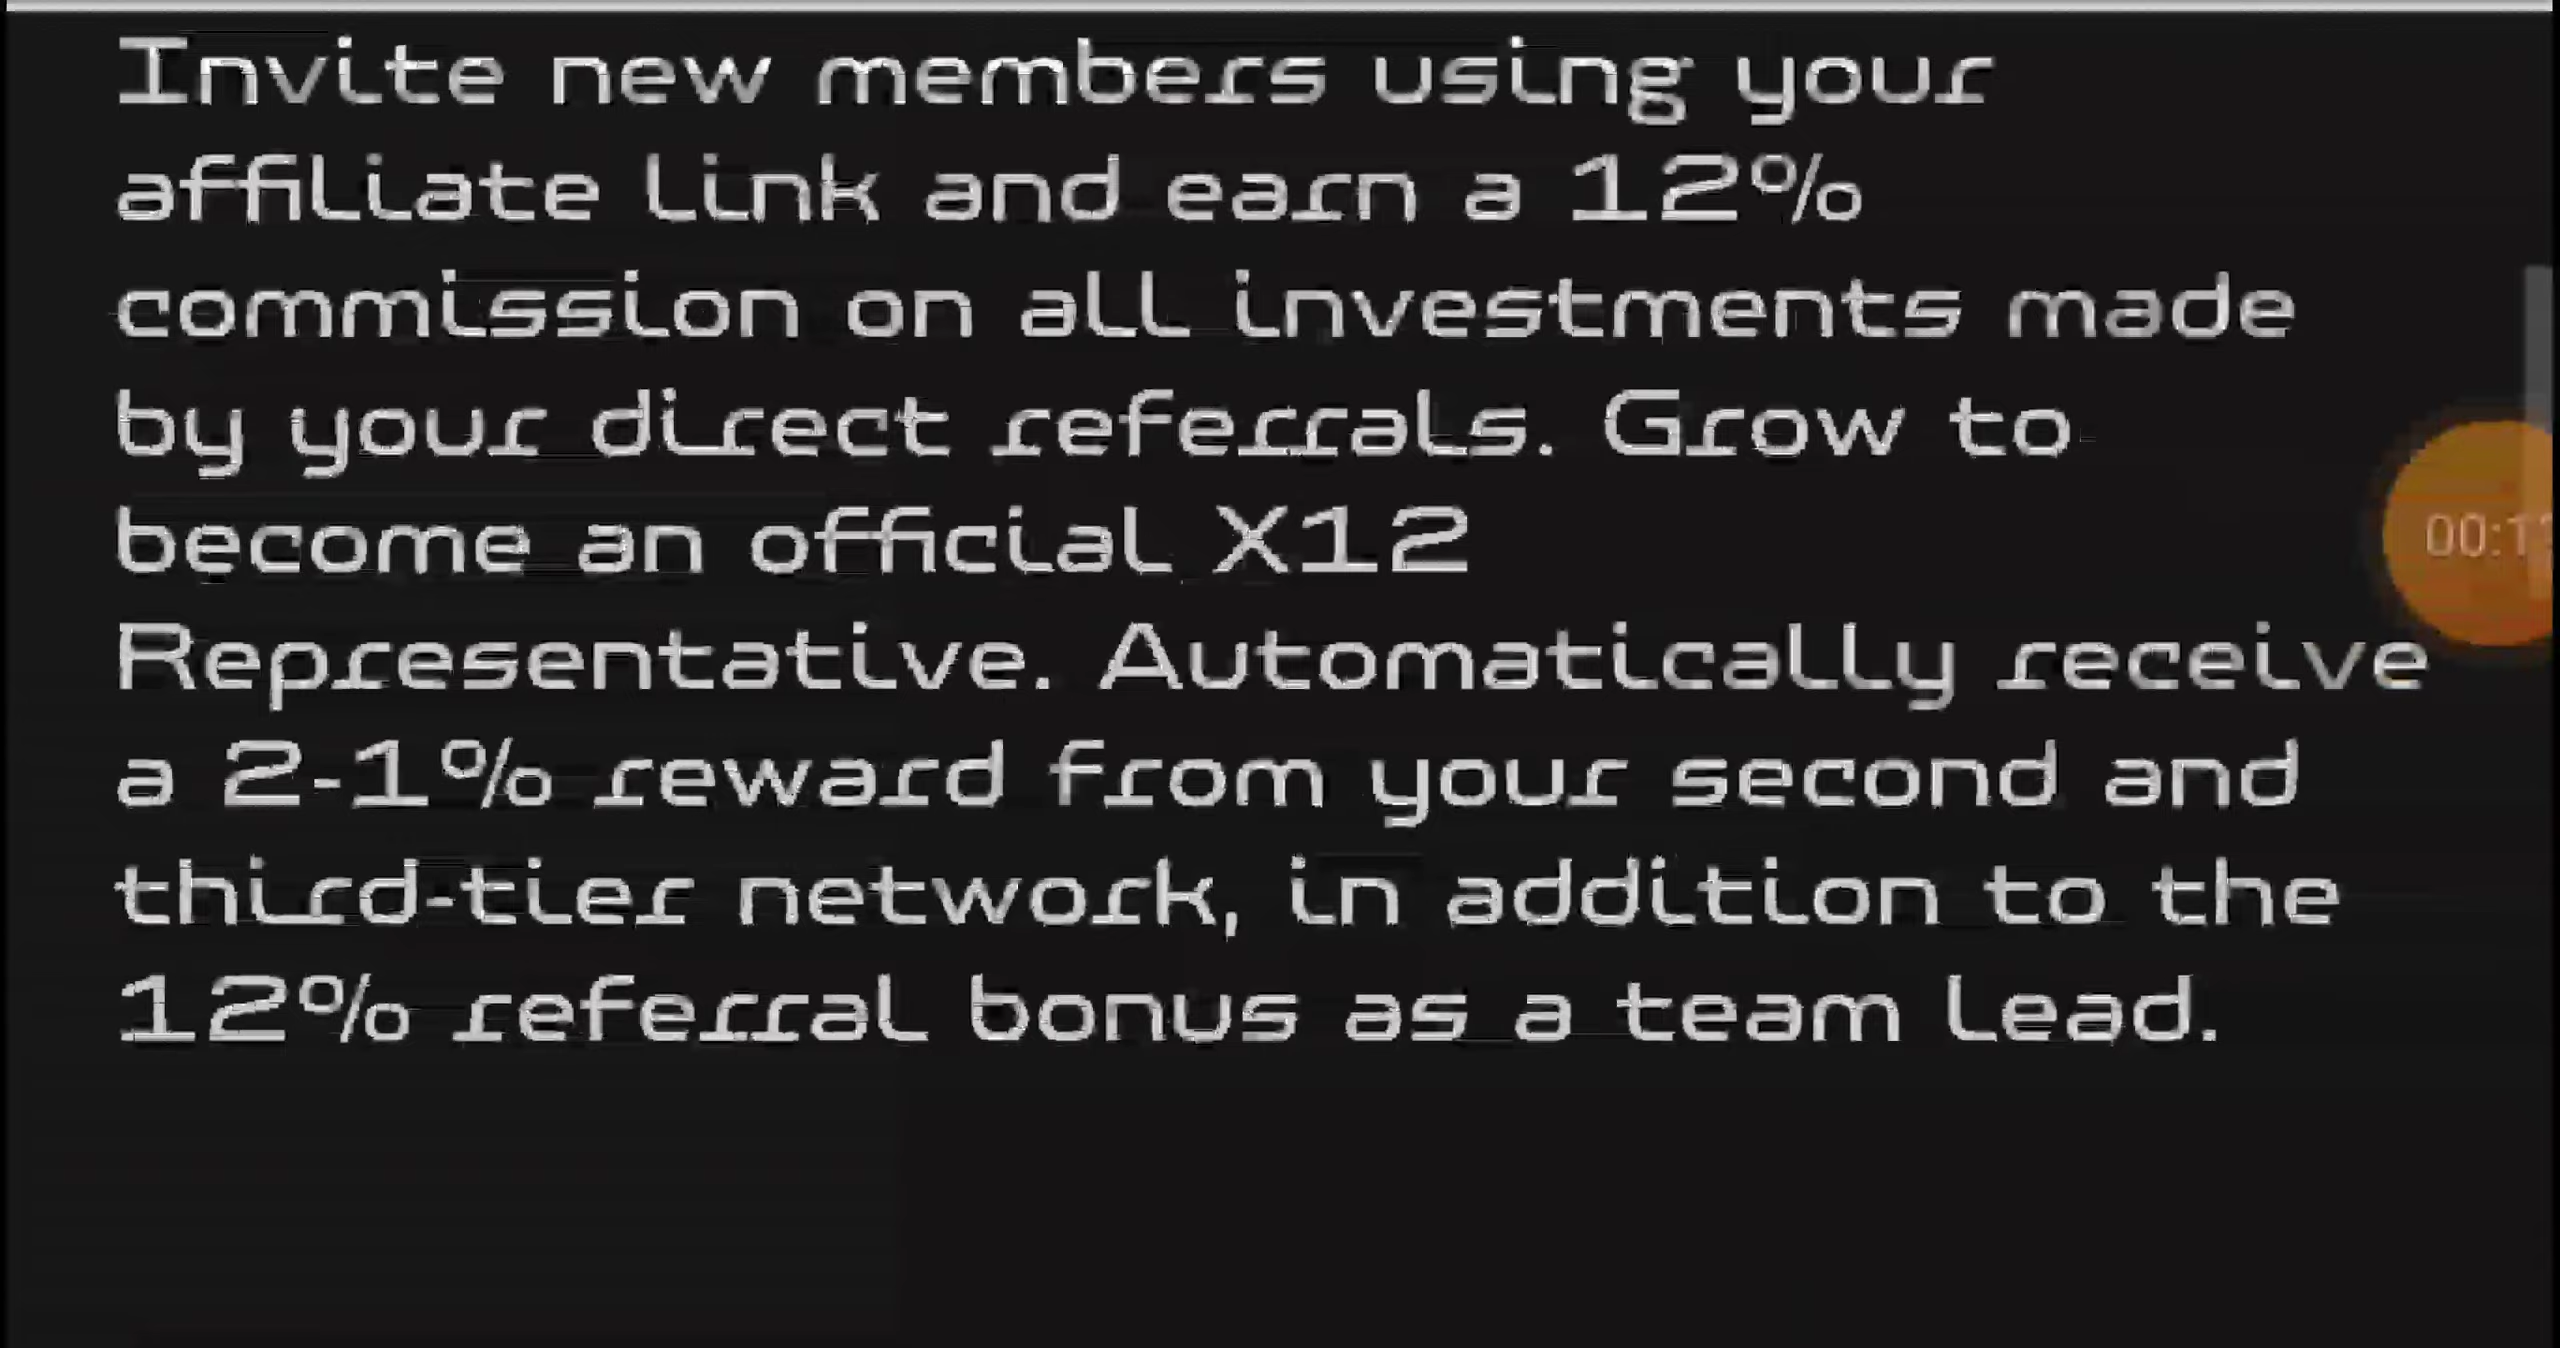 Invite new members using your
affiliate link and earn a 12%
commission on all investments made
by your direct referrals. Grow to
become an official X12
Representative. Automatically receive
a 2-1% reward from your second and
third-tier network, in addition to the
12% referral bonus as a team lead.